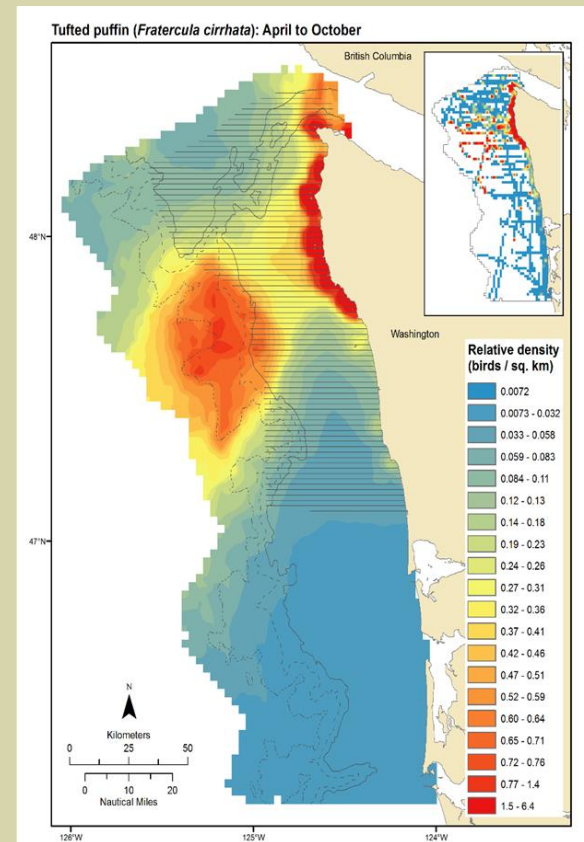 Tufted puffin (Fratercula cirrhata): April to October
British Columbia
48°N
Washington
Relative density
(birds / sq. km)
0.0072
0.0073 - 0.032
0.033 - 0.058
0.059 - 0.083
0.084 - 0.11
0.12 - 0.13
0.14 - 0.18
0.19 - 0.23
0.24 - 0.26
0.27 - 0.31
0.32 - 0.36
0.37 - 0.41
0.42 - 0.46
0.47 - 0.51
0.52 - 0.59
0.60 - 0.64
0.65 - 0.71
0.72 - 0.76
0.77 - 1.4
1.5 - 6.4
47°N
N
Kilometers
0 25 50
0 10 20
Nautical Miles
126°W
125°W
124°W